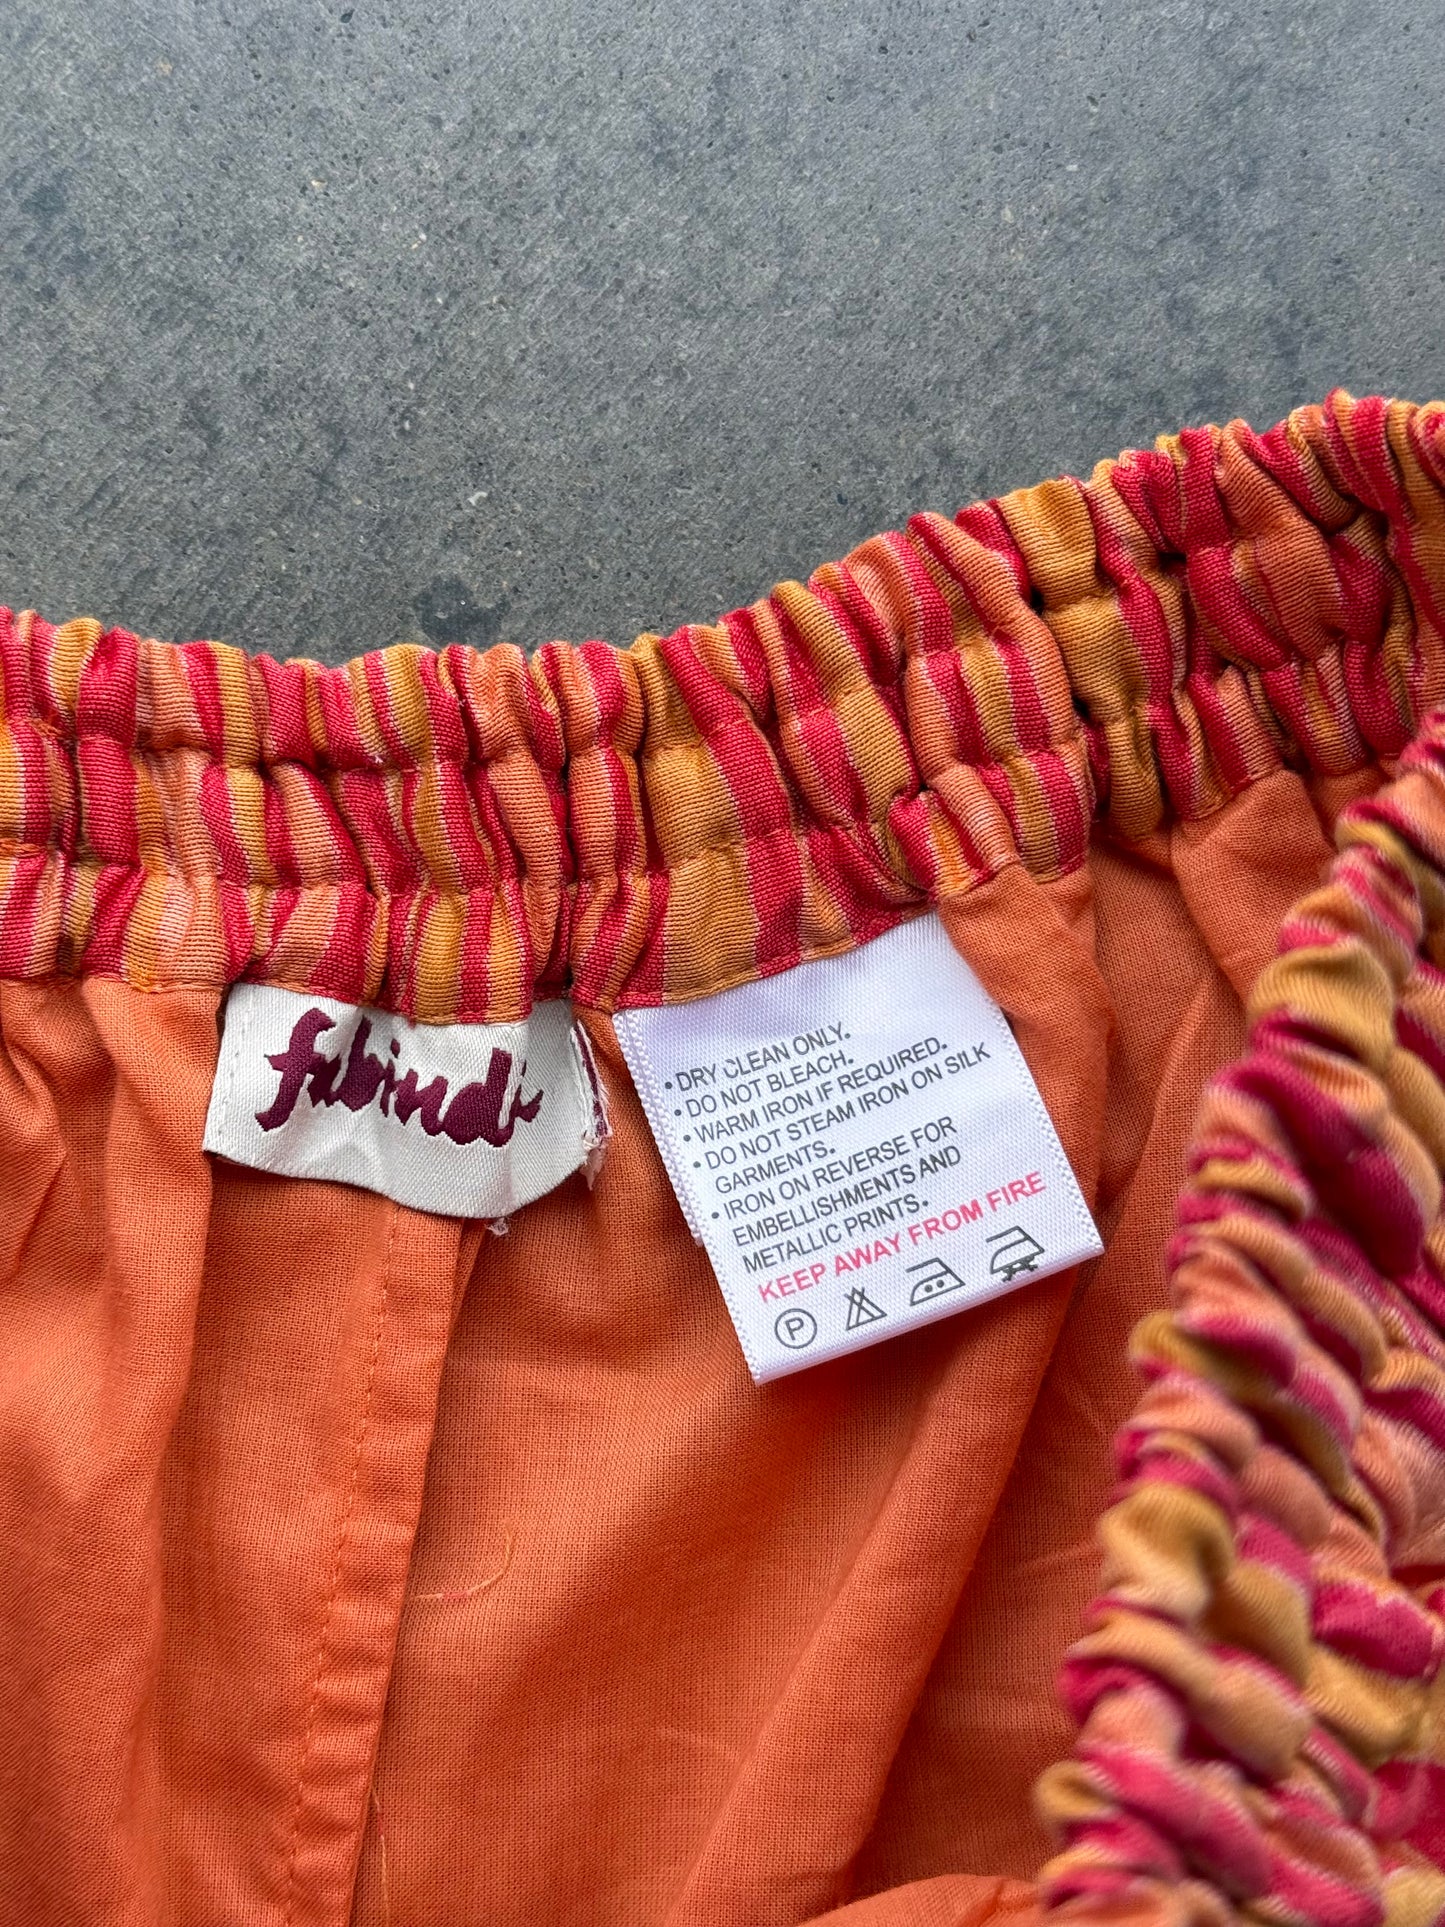 fabindia
• DRY CLEAN ONLY.
• DO NOT BLEACH.
• WARM IRON IF REQUIRED.
• DO NOT STEAM IRON ON SILK
GARMENTS.
• IRON ON REVERSE FOR
EMBELLISHMENTS AND
METALLIC PRINTS.
KEEP AWAY FROM FIRE
P